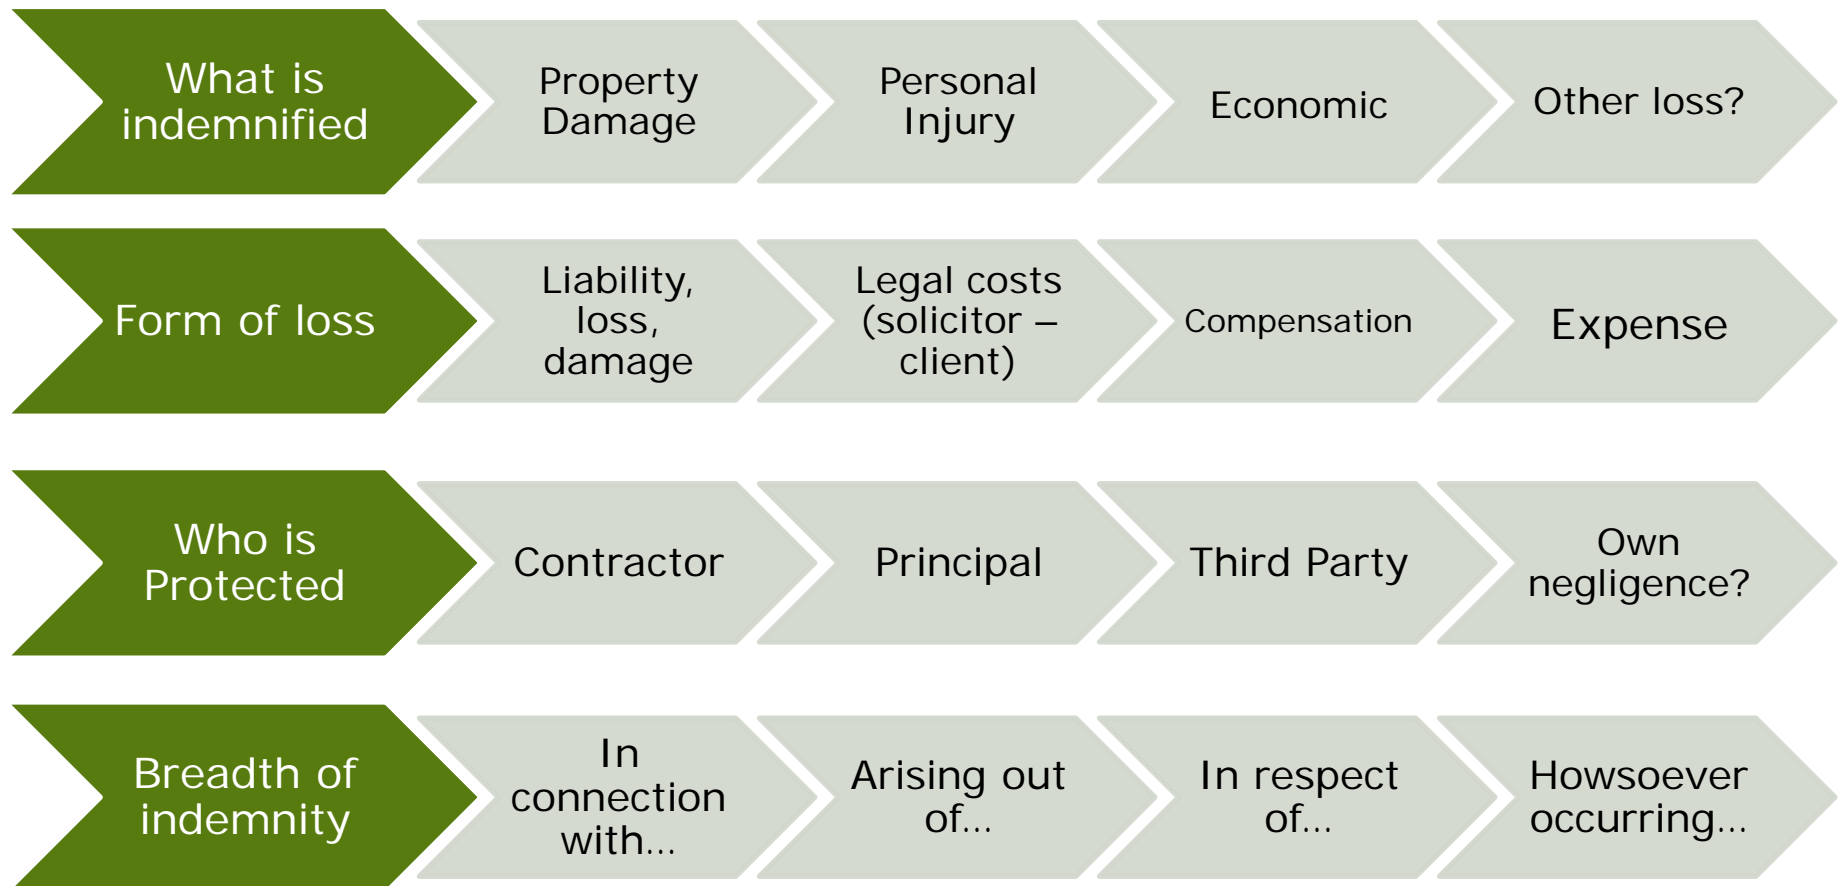 What is
indemnified
Property
Damage
Personal
Injury
Economic
Other loss?
Form of loss
Liability,
loss,
damage
Legal costs
(solicitor –
client)
Compensation
Expense
Who is
Protected
Contractor
Principal
Third Party
Own
negligence?
Breadth of
indemnity
In
connection
with…
Arising out
of…
In respect
of…
Howsoever
occurring…